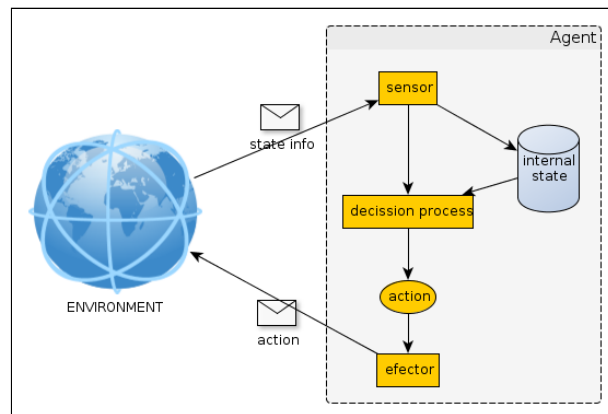 Agent
sensor
state info
internal
state
decission process
ENVIRONMENT
action
action
efector